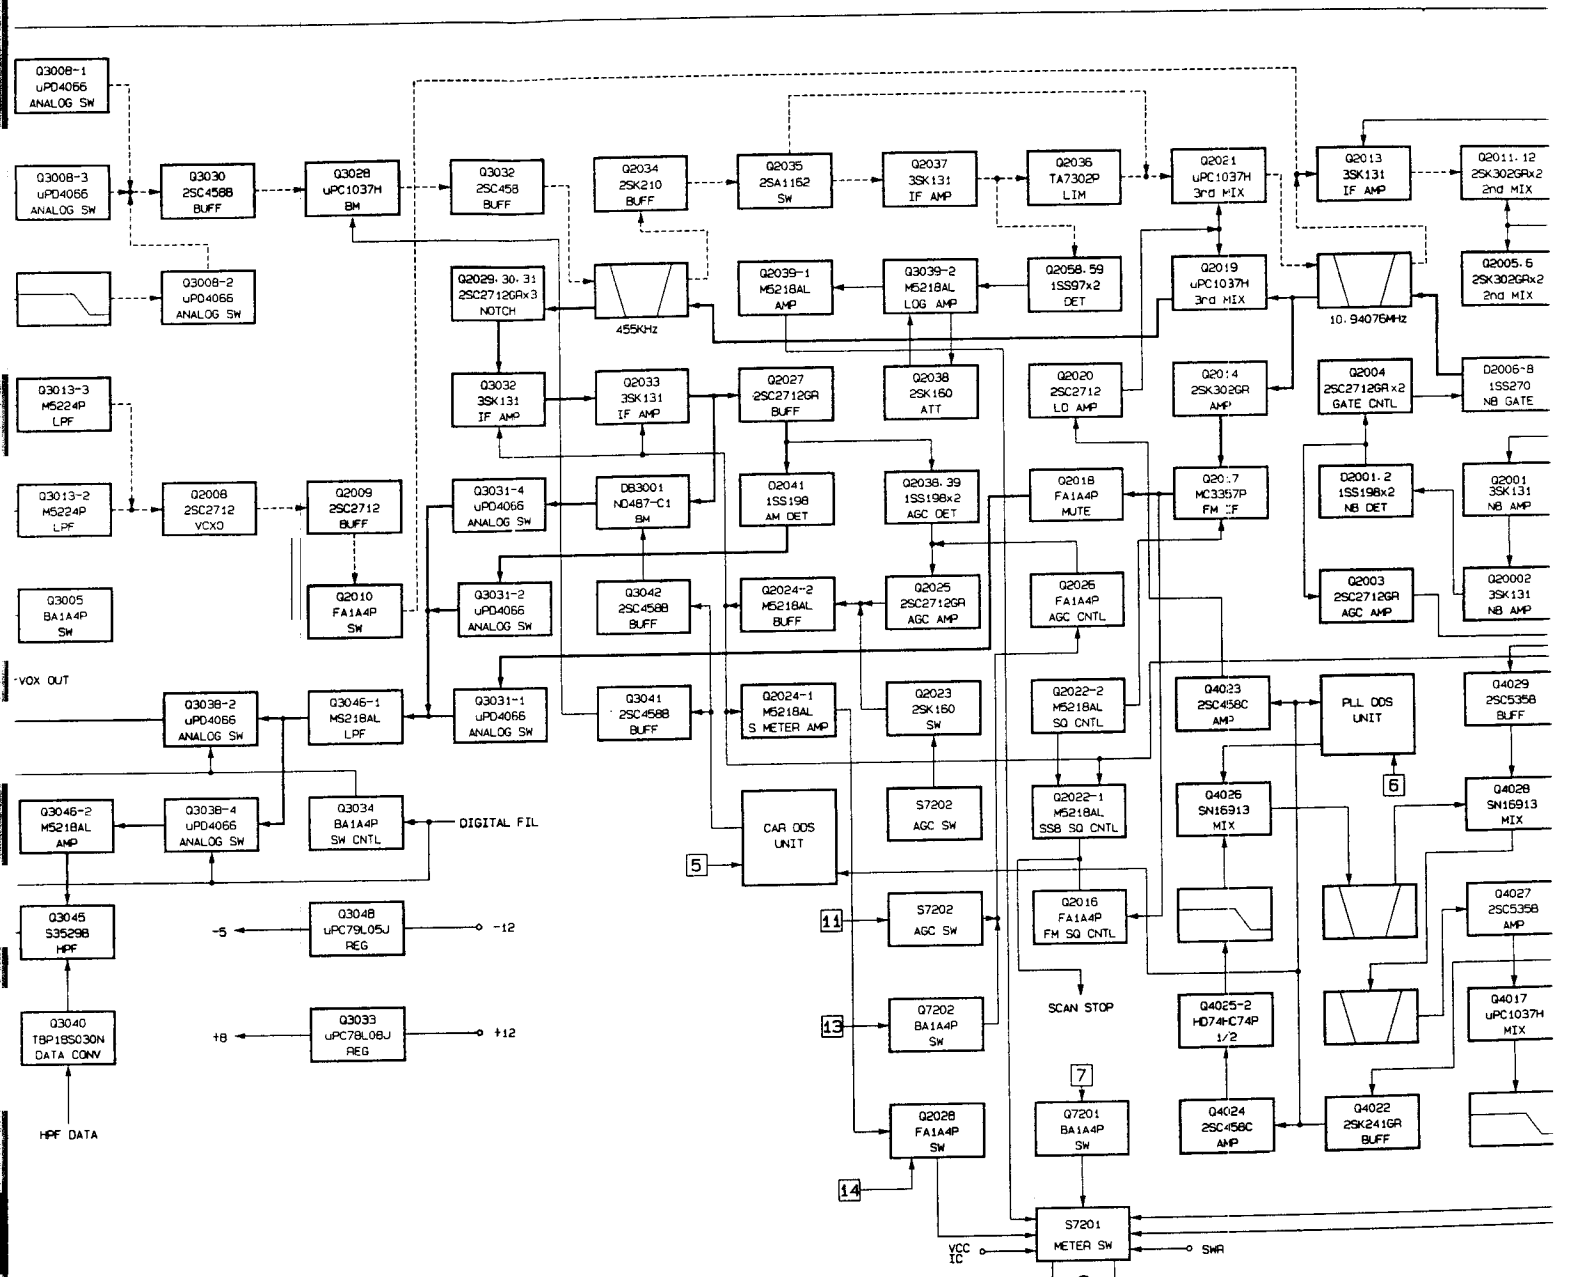 Q3008-1
uPD4066
ANALOG SW
Q3008-3
uPD4066
ANALOG SW
Q3030
2SC458B
BUFF
Q3028
uPC1037H
BM
Q3032
2SC458
BUFF
Q2034
2SK210
BUFF
Q2035
2SA1162
SW
Q2037
3SK131
IF AMP
Q2036
TA7302P
LIM
Q2021
uPC1037H
3rd MIX
Q2013
3SK131
IF AMP
Q2011.12
2SK302GRx2
2nd MIX
Q3008-2
uPD4066
ANALOG SW
Q2029.30.31
2SC2712GRx3
NOTCH
455KHz
Q2039-1
M5218AL
AMP
Q3039-2
M5218AL
LOG AMP
Q2058.59
1SS97x2
DET
Q2019
uPC1037H
3rd MIX
10.94076MHz
Q2005.6
2SK302GRx2
2nd MIX
Q3013-3
M5224P
LPF
Q3032
3SK131
IF AMP
Q2033
3SK131
IF AMP
Q2027
2SC2712GR
BUFF
Q2038
2SK160
ATT
Q2020
2SC2712
LO AMP
Q2014
2SK302GR
AMP
Q2004
2SC2712GRx2
GATE CNTL
D2006~8
1SS270
NB GATE
Q3013-2
M5224P
LPF
Q2008
2SC2712
VCXO
Q2009
2SC2712
BUFF
Q3031-4
uPD4066
ANALOG SW
DB3001
ND487-C1
BM
D2041
1SS198
AM DET
Q2038.39
1SS198x2
AGC DET
Q2018
FA1A4P
MUTE
Q2017
MC3357P
FM IF
D2001.2
1SS198x2
NB DET
Q2001
3SK131
NB AMP
Q3005
BA1A4P
SW
Q2010
FA1A4P
SW
Q3031-2
uPD4066
ANALOG SW
Q3042
2SC458B
BUFF
Q2024-2
M5218AL
BUFF
Q2025
2SC2712GR
AGC AMP
Q2026
FA1A4P
AGC CNTL
Q2003
2SC2712GR
AGC AMP
Q20002
3SK131
NB AMP
-VOX OUT
Q3038-2
uPD4066
ANALOG SW
Q3046-1
M5218AL
LPF
Q3031-1
uPD4066
ANALOG SW
Q3041
2SC458B
BUFF
Q2024-1
M5218AL
S METER AMP
Q2023
2SK160
SW
Q2022-2
M5218AL
SQ CNTL
Q4023
2SC458C
AMP
PLL DDS
UNIT
Q4029
2SC535B
BUFF
6
Q3046-2
M5218AL
AMP
Q3038-4
uPD4066
ANALOG SW
Q3034
BA1A4P
SW CNTL
DIGITAL FIL
CAR DDS
UNIT
5
S7202
AGC SW
Q2022-1
M5218AL
SSB SQ CNTL
Q4026
SN16913
MIX
Q4028
SN16913
MIX
Q3045
S3529B
HPF
-5
Q3048
uPC79L05J
REG
-12
11
S7202
AGC SW
Q2016
FA1A4P
FM SQ CNTL
Q4027
2SC535B
AMP
SCAN STOP
Q3040
TBP18S030N
DATA CONV
+8
Q3033
uPC78L08J
REG
+12
13
Q7202
BA1A4P
SW
Q4025-2
HD74HC74P
1/2
Q4017
uPC1037H
MIX
7
HPF DATA
Q2028
FA1A4P
SW
Q7201
BA1A4P
SW
Q4024
2SC458C
AMP
Q4022
2SK241GR
BUFF
14
S7201
METER SW
VCC
IC
SWR